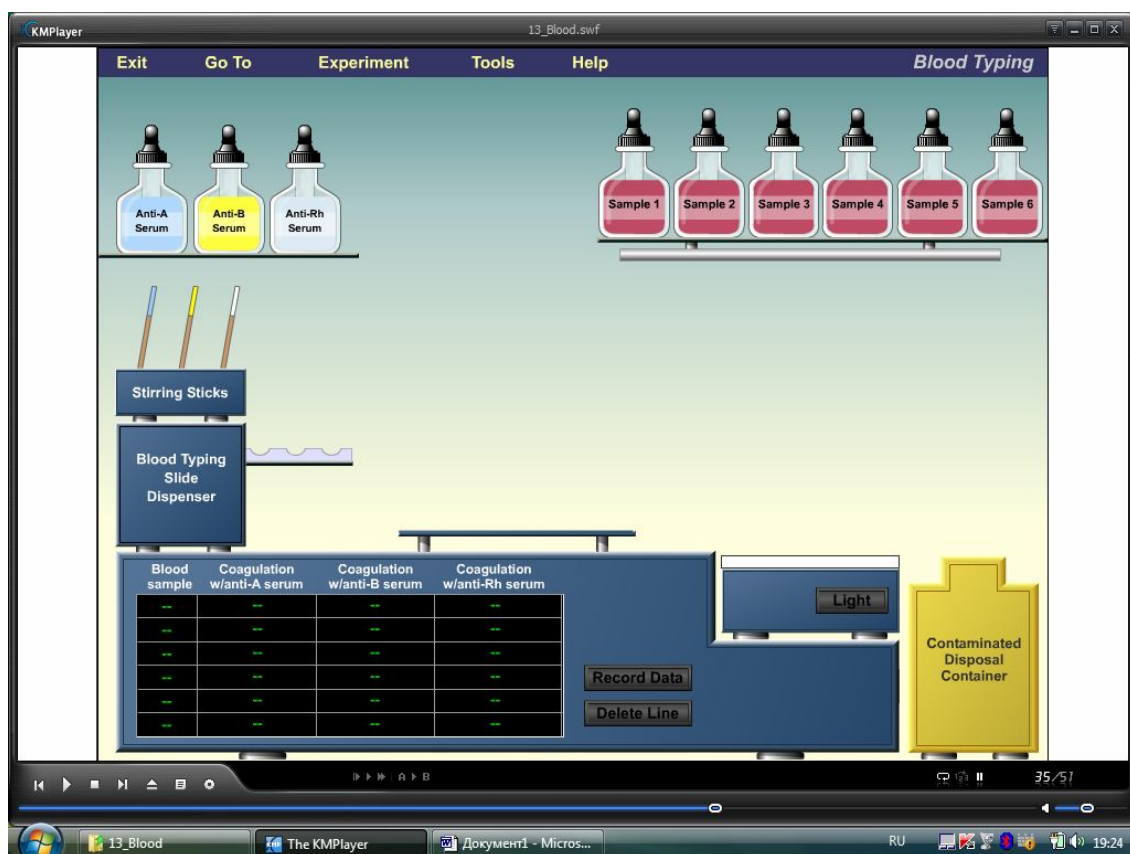 KMPlayer
13_Blood.swf
Exit Go To Experiment Tools Help Blood Typing
Anti-A
Serum
Anti-B
Serum
Anti-Rh
Serum
Sample 1
Sample 2
Sample 3
Sample 4
Sample 5
Sample 6
Stirring Sticks
Blood Typing
Slide
Dispenser
Blood
sample
Coagulation
w/anti-A serum
Coagulation
w/anti-B serum
Coagulation
w/anti-Rh serum
-- -- -- --
-- -- -- --
-- -- -- --
-- -- -- --
-- -- -- --
-- -- -- --
Light
Record Data
Delete Line
Contaminated
Disposal
Container
A B
35/51
13_Blood
The KMPlayer
Документ1 - Micros...
RU
19:24